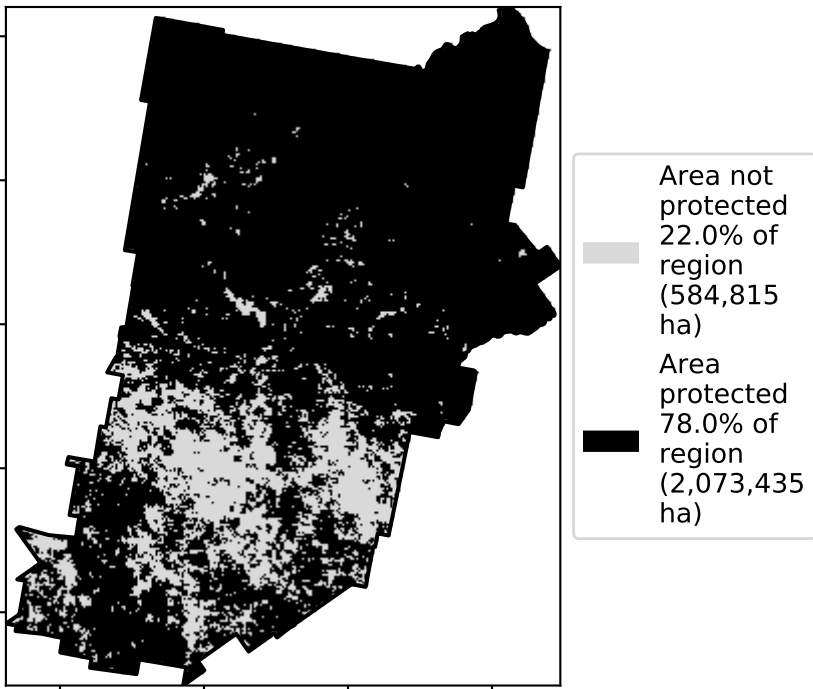 Area not
protected
22.0% of
region
(584,815
ha)
Area
protected
78.0% of
region
(2,073,435
ha)